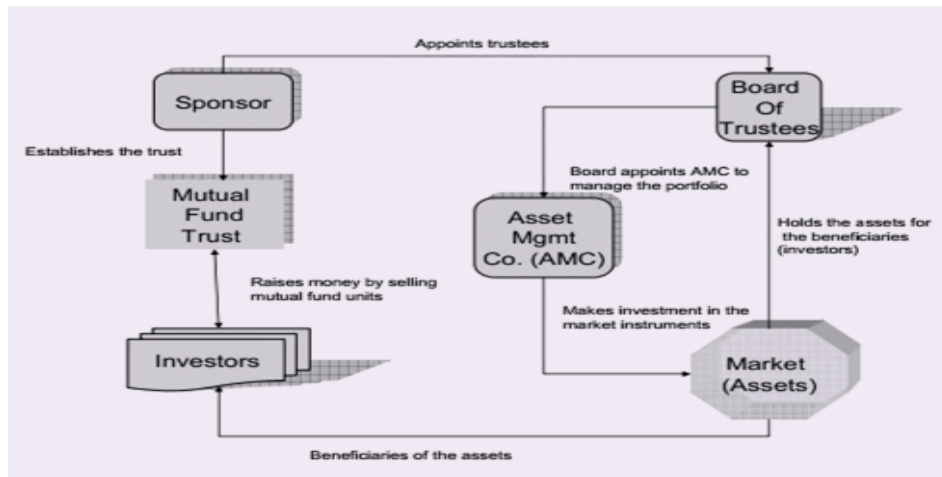 Appoints trustees
Sponsor
Board
Of
Trustees
Establishes the trust
Board appoints AMC to
manage the portfolio
Mutual
Fund
Trust
Asset
Mgmt
Co. (AMC)
Holds the assets for
the beneficiaries
(investors)
Raises money by selling
mutual fund units
Makes investment in the
market instruments
Investors
Market
(Assets)
Beneficiaries of the assets